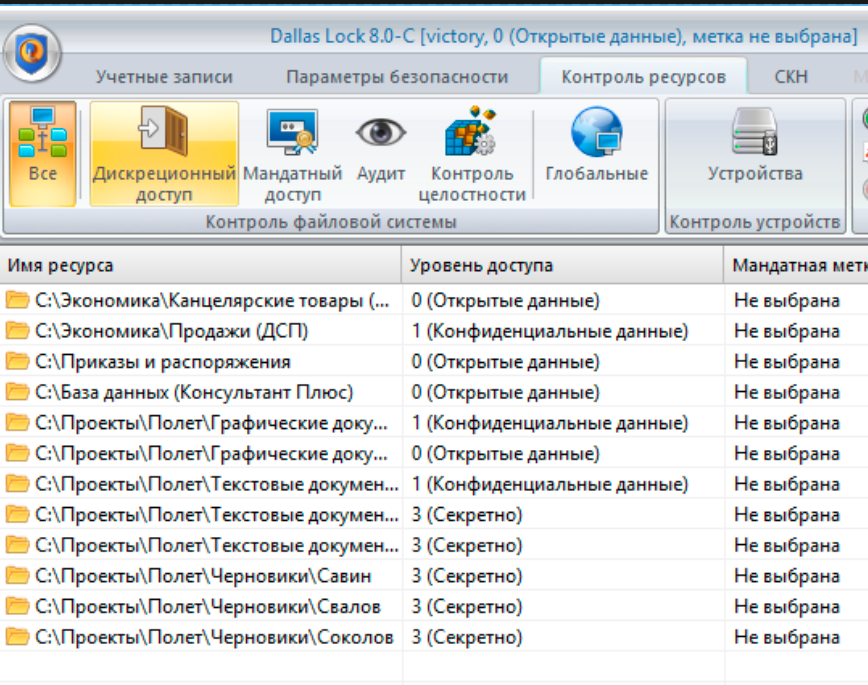 Dallas Lock 8.0-C [victory, 0 (Открытые данные), метка не выбрана]
Учетные записи Параметры безопасности Контроль ресурсов СКН
Все Дискреционный доступ Мандатный доступ Аудит Контроль целостности Глобальные Устройства
Контроль файловой системы Контроль устройств
Имя ресурса Уровень доступа Мандатная метк
C:\Экономика\Канцелярские товары (... 0 (Открытые данные) Не выбрана
C:\Экономика\Продажи (ДСП) 1 (Конфиденциальные данные) Не выбрана
C:\Приказы и распоряжения 0 (Открытые данные) Не выбрана
C:\База данных (Консультант Плюс) 0 (Открытые данные) Не выбрана
C:\Проекты\Полет\Графические доку... 1 (Конфиденциальные данные) Не выбрана
C:\Проекты\Полет\Графические доку... 0 (Открытые данные) Не выбрана
C:\Проекты\Полет\Текстовые докумен... 1 (Конфиденциальные данные) Не выбрана
C:\Проекты\Полет\Текстовые докумен... 3 (Секретно) Не выбрана
C:\Проекты\Полет\Текстовые докумен... 3 (Секретно) Не выбрана
C:\Проекты\Полет\Черновики\Савин 3 (Секретно) Не выбрана
C:\Проекты\Полет\Черновики\Свалов 3 (Секретно) Не выбрана
C:\Проекты\Полет\Черновики\Соколов 3 (Секретно) Не выбрана